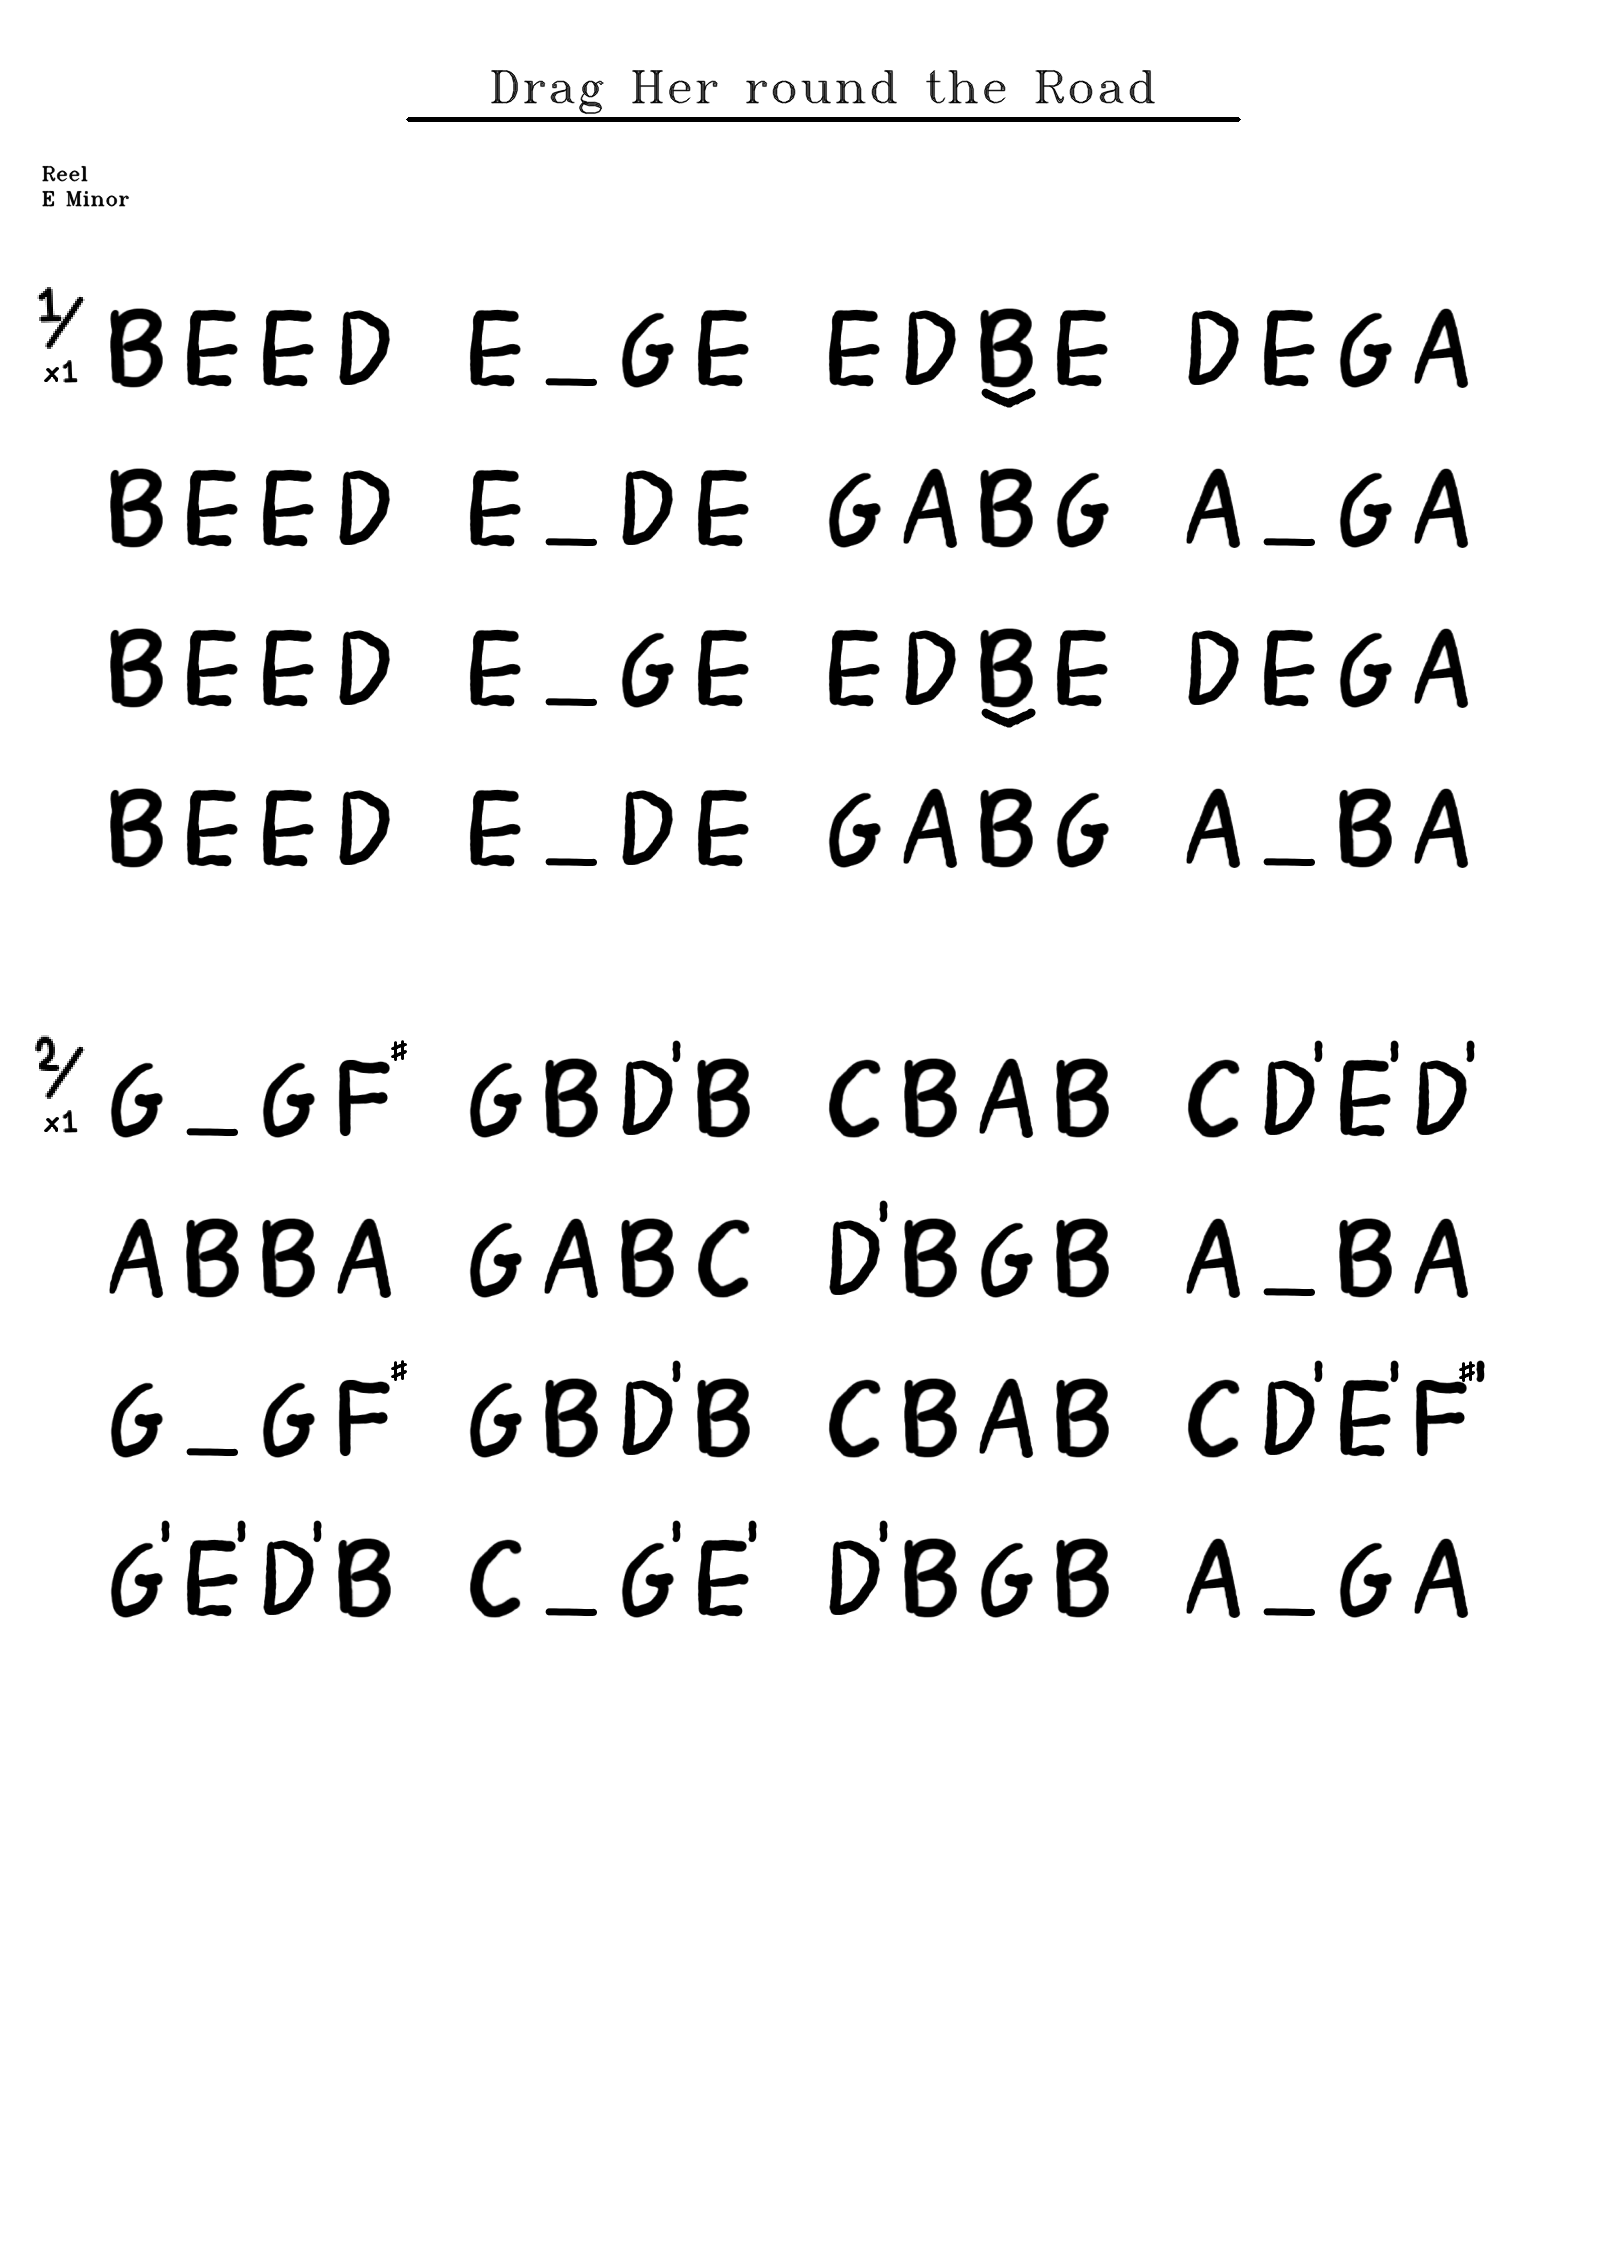 Drag Her round the Road
Reel
E Minor
1/ x1 BEED E_GE EDBE DEGA
BEED E_DE GABG A_GA
BEED E_GE EDBE DEGA
BEED E_DE GABG A_BA
2/ x1 G_GF♯ GBD'B CBAB CD'E'D'
ABBA GABC D'BGB A_BA
G_GF♯ GBD'B CBAB CD'E'F♯'
G'E'D'B C_G'E' D'BGB A_GA